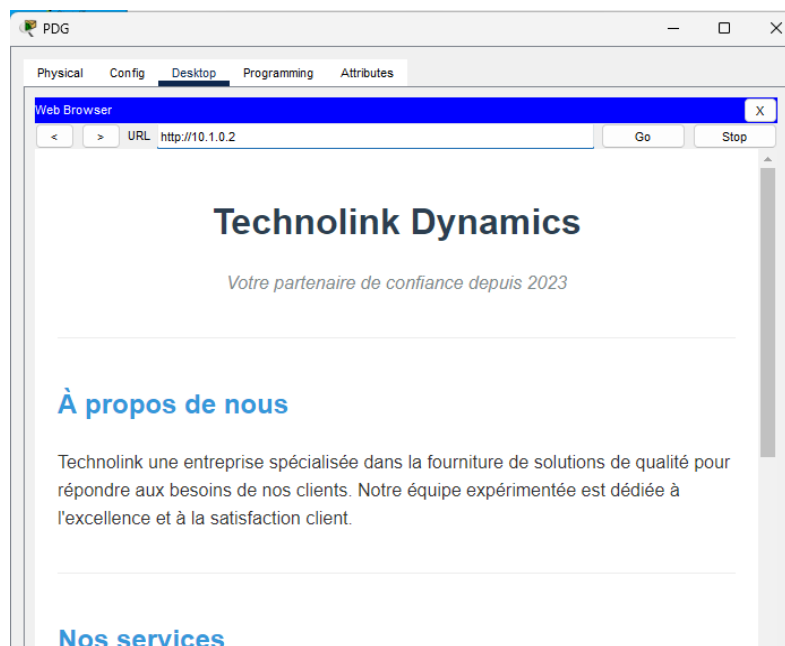 PDG
Physical Config Desktop Programming Attributes
Web Browser
X
< > URL http://10.1.0.2 Go Stop
Technolink Dynamics
Votre partenaire de confiance depuis 2023
À propos de nous
Technolink une entreprise spécialisée dans la fourniture de solutions de qualité pour
répondre aux besoins de nos clients. Notre équipe expérimentée est dédiée à
l'excellence et à la satisfaction client.
Nos services